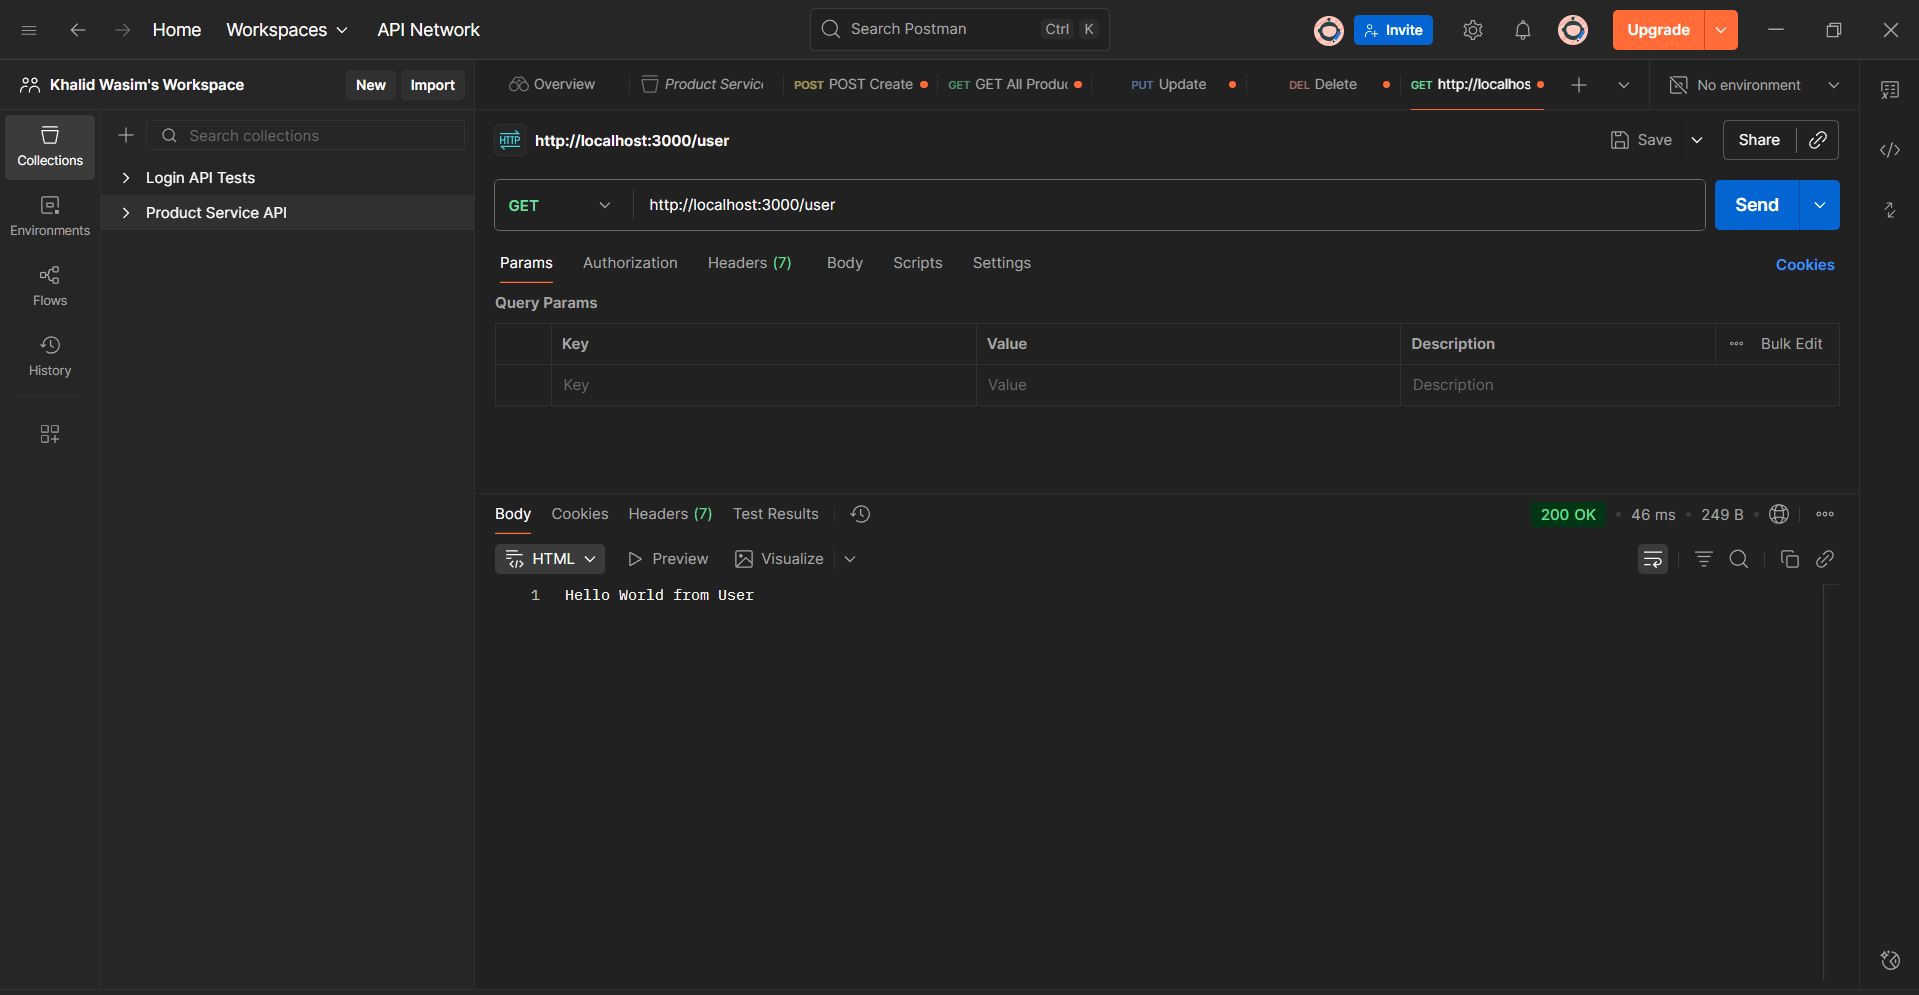 Home Workspaces API Network
Search Postman Ctrl K
Invite Upgrade
Khalid Wasim's Workspace New Import
Overview Product Servic POST POST Create GET GET All Produc PUT Update DEL Delete GET http://localhos No environment
Collections
Environments
Flows
History
Search collections
Login API Tests
Product Service API
HTTP http://localhost:3000/user
Save Share
GET http://localhost:3000/user Send
Params Authorization Headers (7) Body Scripts Settings Cookies
Query Params
Key Value Description Bulk Edit
Key Value Description
Body Cookies Headers (7) Test Results 200 OK 46 ms 249 B
HTML Preview Visualize
1 Hello World from User